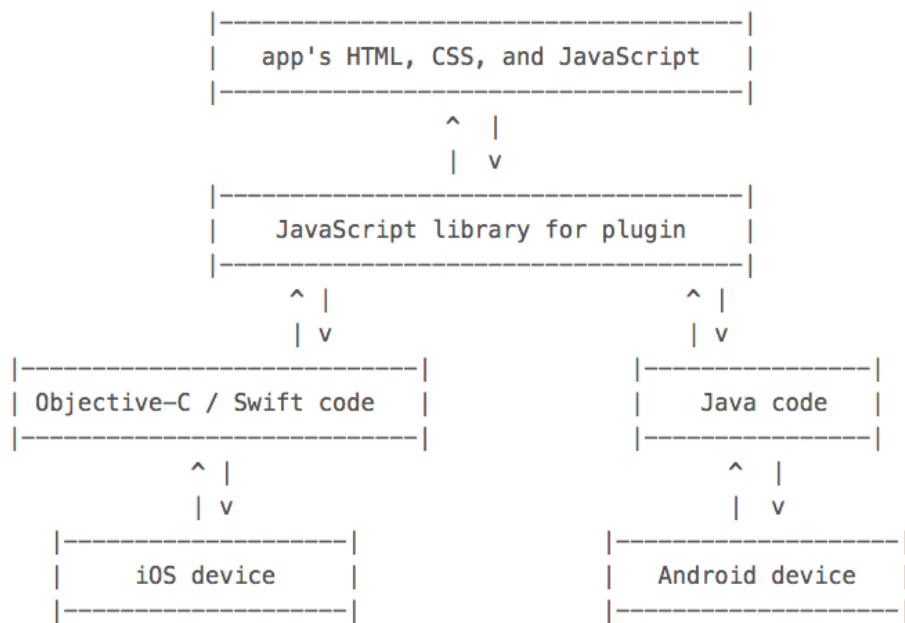 |-------------------------------------|
|   app's HTML, CSS, and JavaScript   |
|-------------------------------------|
^  |
|  v
|-------------------------------------|
|    JavaScript library for plugin    |
|-------------------------------------|
^ |                         ^ |
| v                         | v
|----------------------------|              |----------------|
| Objective-C / Swift code   |              |    Java code   |
|----------------------------|              |----------------|
^ |                                   ^  |
| v                                   |  v
|--------------------|                 |--------------------|
|     iOS device     |                 |   Android device   |
|--------------------|                 |--------------------|